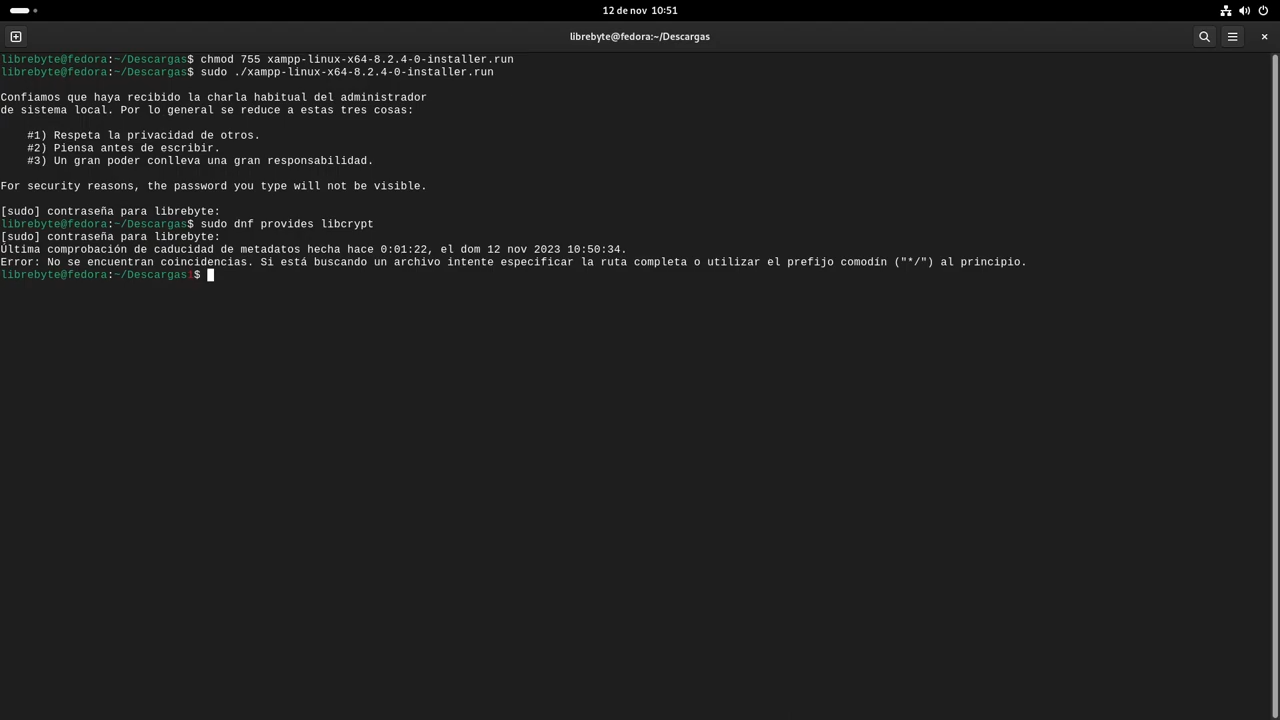 12 de nov 10:51
librebyte@fedora:~/Descargas
librebyte@fedora:~/Descargas$ chmod 755 xampp-linux-x64-8.2.4-0-installer.run
librebyte@fedora:~/Descargas$ sudo ./xampp-linux-x64-8.2.4-0-installer.run
Confiamos que haya recibido la charla habitual del administrador
de sistema local. Por lo general se reduce a estas tres cosas:
#1) Respeta la privacidad de otros.
#2) Piensa antes de escribir.
#3) Un gran poder conlleva una gran responsabilidad.
For security reasons, the password you type will not be visible.
[sudo] contraseña para librebyte:
librebyte@fedora:~/Descargas$ sudo dnf provides libcrypt
[sudo] contraseña para librebyte:
Última comprobación de caducidad de metadatos hecha hace 0:01:22, el dom 12 nov 2023 10:50:34.
Error: No se encuentran coincidencias. Si está buscando un archivo intente especificar la ruta completa o utilizar el prefijo comodín ("*/") al principio.
librebyte@fedora:~/Descargas1$